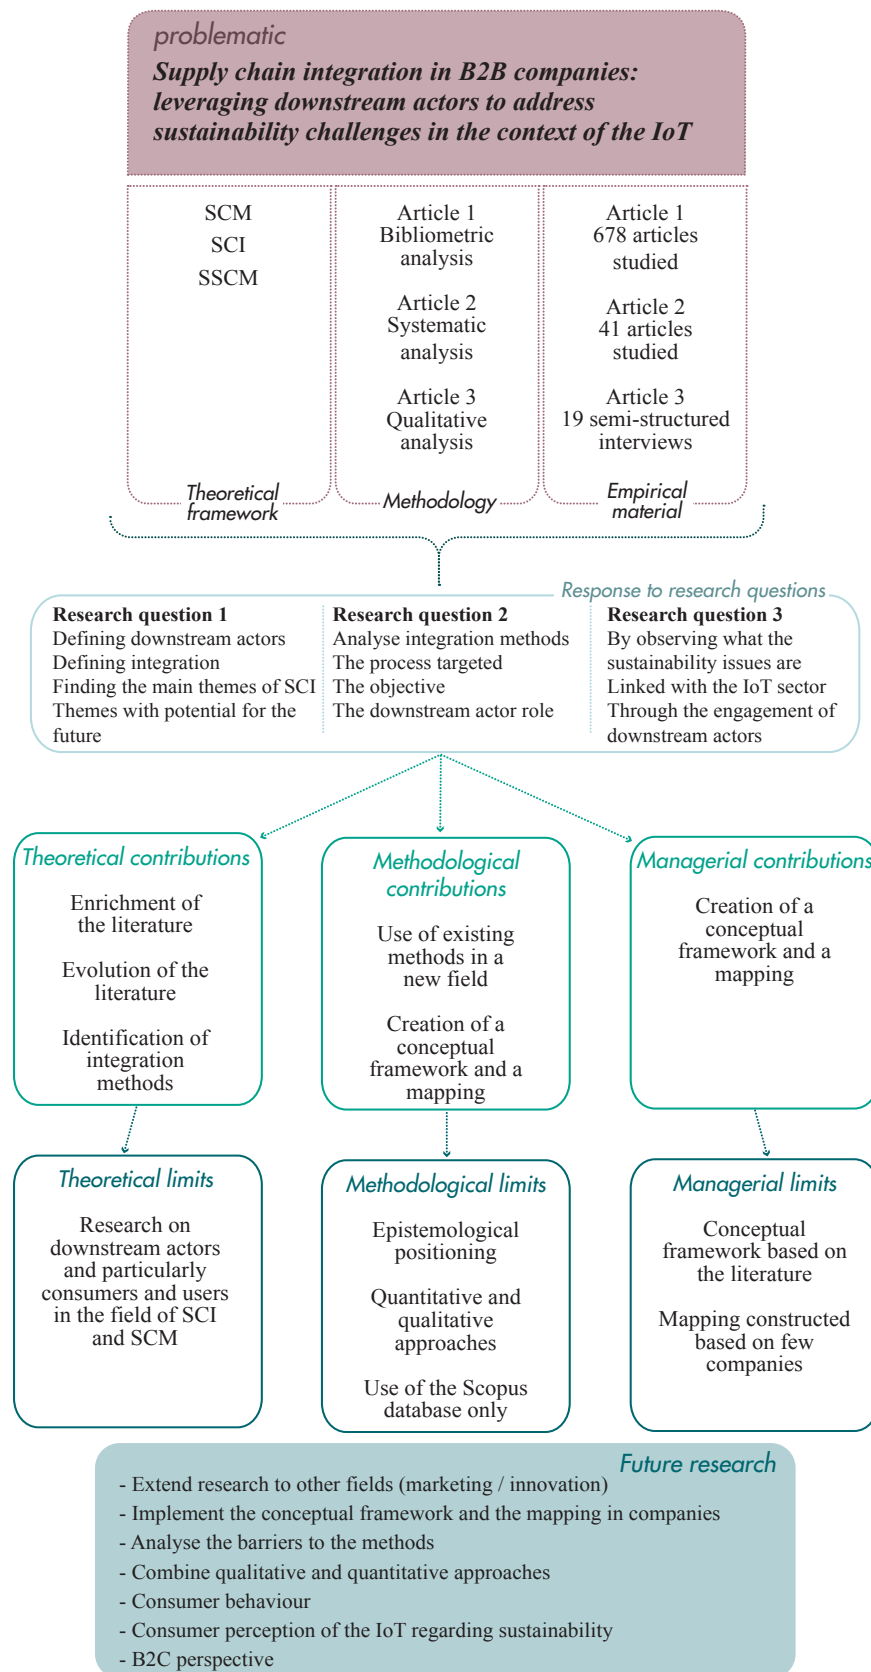 problematic
Supply chain integration in B2B companies:
leveraging downstream actors to address
sustainability challenges in the context of the IoT
SCM
SCI
SSCM
Theoretical
framework
Article 1
Bibliometric
analysis
Article 2
Systematic
analysis
Article 3
Qualitative
analysis
Methodology
Article 1
678 articles
studied
Article 2
41 articles
studied
Article 3
19 semi-structured
interviews
Empirical
material
Response to research questions
Research question 1
Defining downstream actors
Defining integration
Finding the main themes of SCI
Themes with potential for the
future
Research question 2
Analyse integration methods
The process targeted
The objective
The downstream actor role
Research question 3
By observing what the
sustainability issues are
Linked with the IoT sector
Through the engagement of
downstream actors
Theoretical contributions
Enrichment of
the literature
Evolution of the
literature
Identification of
integration
methods
Methodological
contributions
Use of existing
methods in a
new field
Creation of a
conceptual
framework and a
mapping
Managerial contributions
Creation of a
conceptual
framework and a
mapping
Theoretical limits
Research on
downstream actors
and particularly
consumers and users
in the field of SCI
and SCM
Methodological limits
Epistemological
positioning
Quantitative and
qualitative
approaches
Use of the Scopus
database only
Managerial limits
Conceptual
framework based on
the literature
Mapping constructed
based on few
companies
Future research
- Extend research to other fields (marketing / innovation)
- Implement the conceptual framework and the mapping in companies
- Analyse the barriers to the methods
- Combine qualitative and quantitative approaches
- Consumer behaviour
- Consumer perception of the IoT regarding sustainability
- B2C perspective